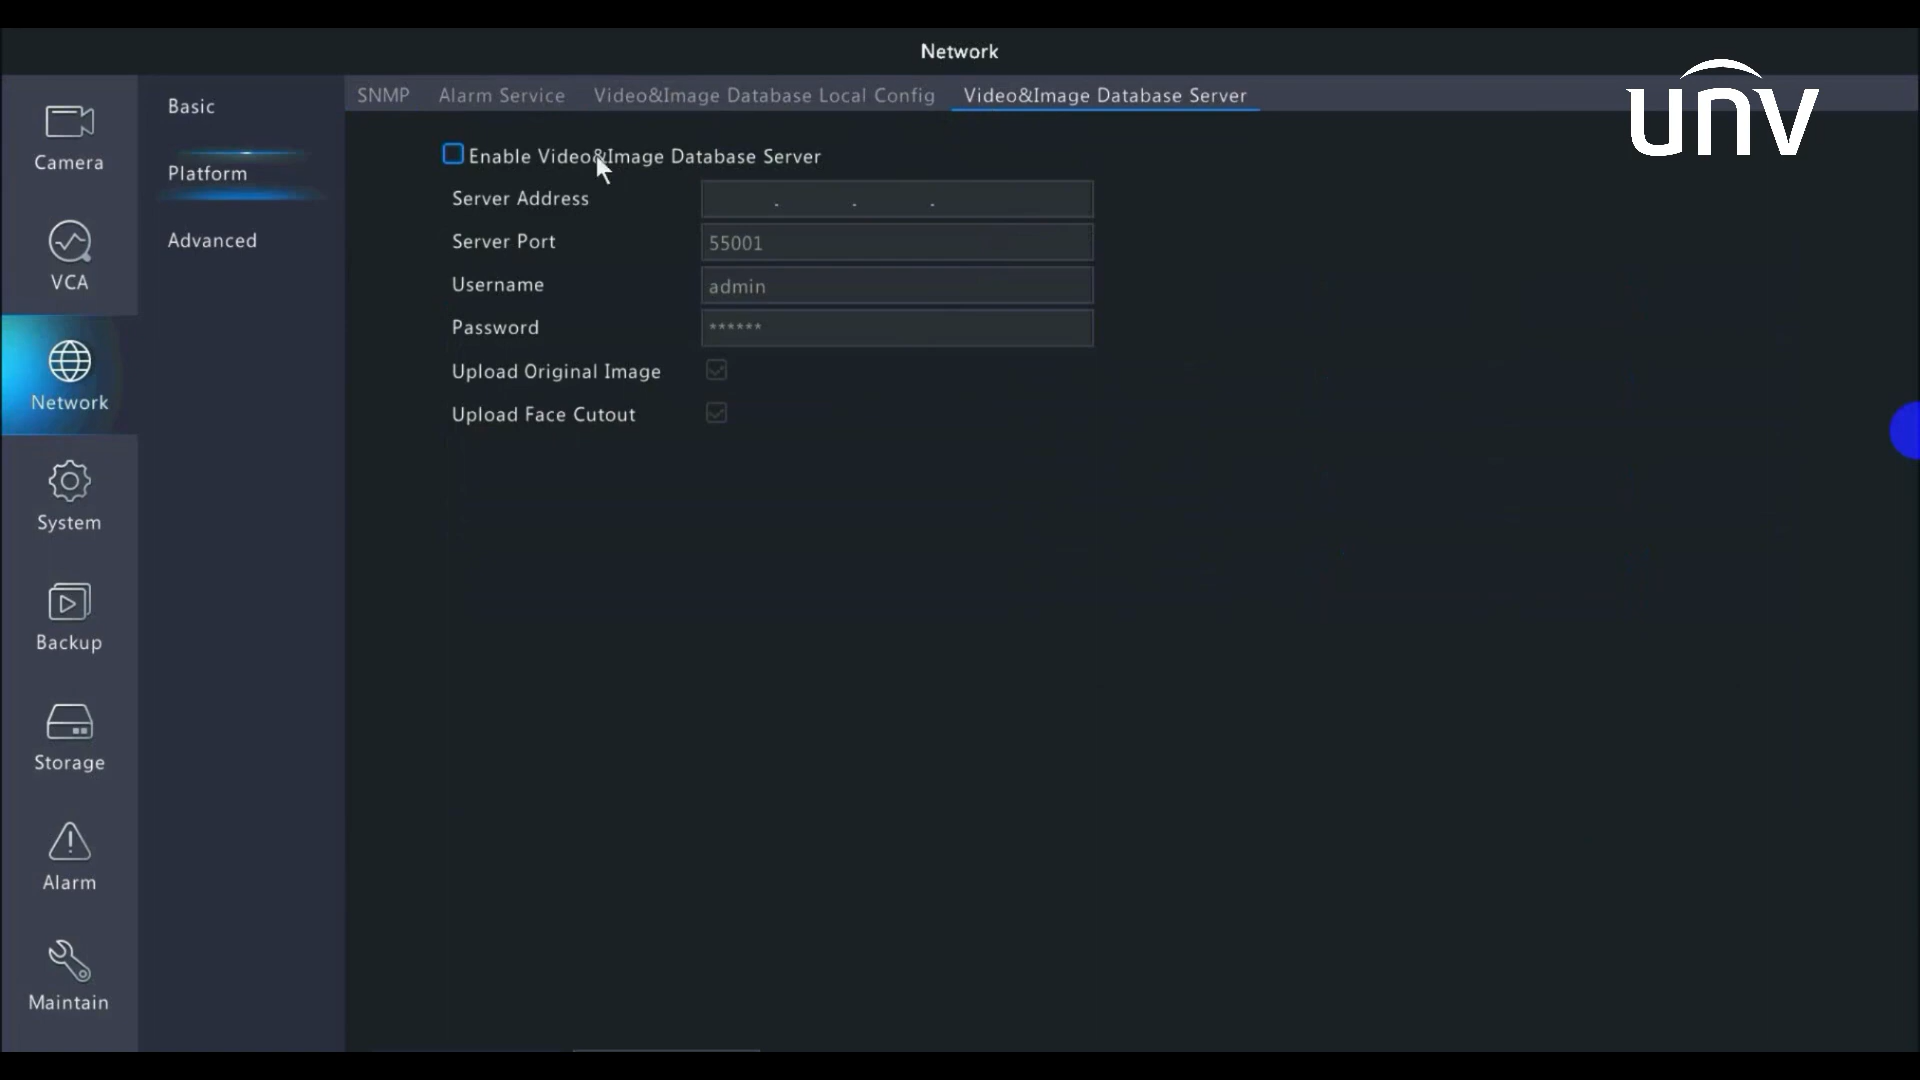 Network
unv
SNMP Alarm Service Video&Image Database Local Config Video&Image Database Server
Camera
VCA
Network
System
Backup
Storage
Alarm
Maintain
Basic
Platform
Advanced
Enable Video&Image Database Server
Server Address . . .
Server Port 55001
Username admin
Password ******
Upload Original Image
Upload Face Cutout